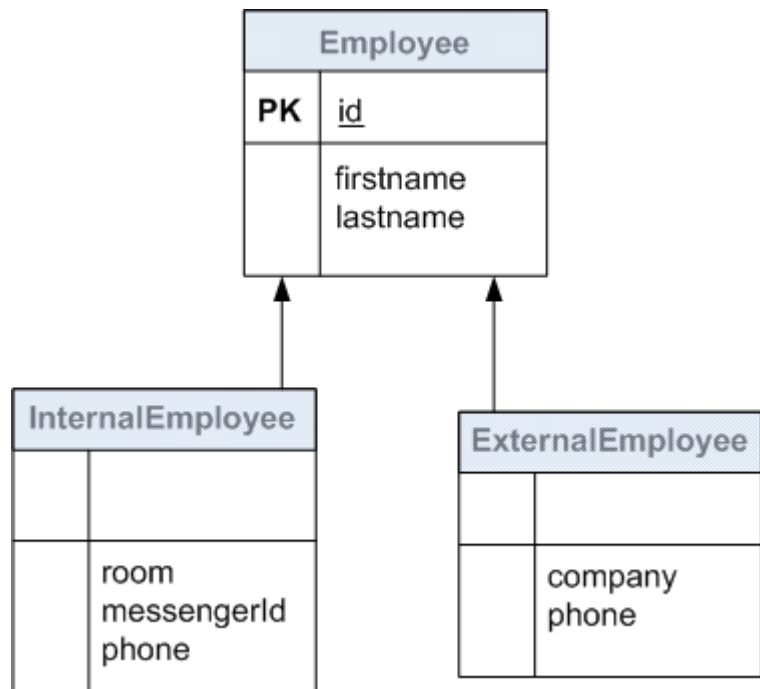 Employee
PK id
firstname
lastname
InternalEmployee
room
messengerId
phone
ExternalEmployee
company
phone